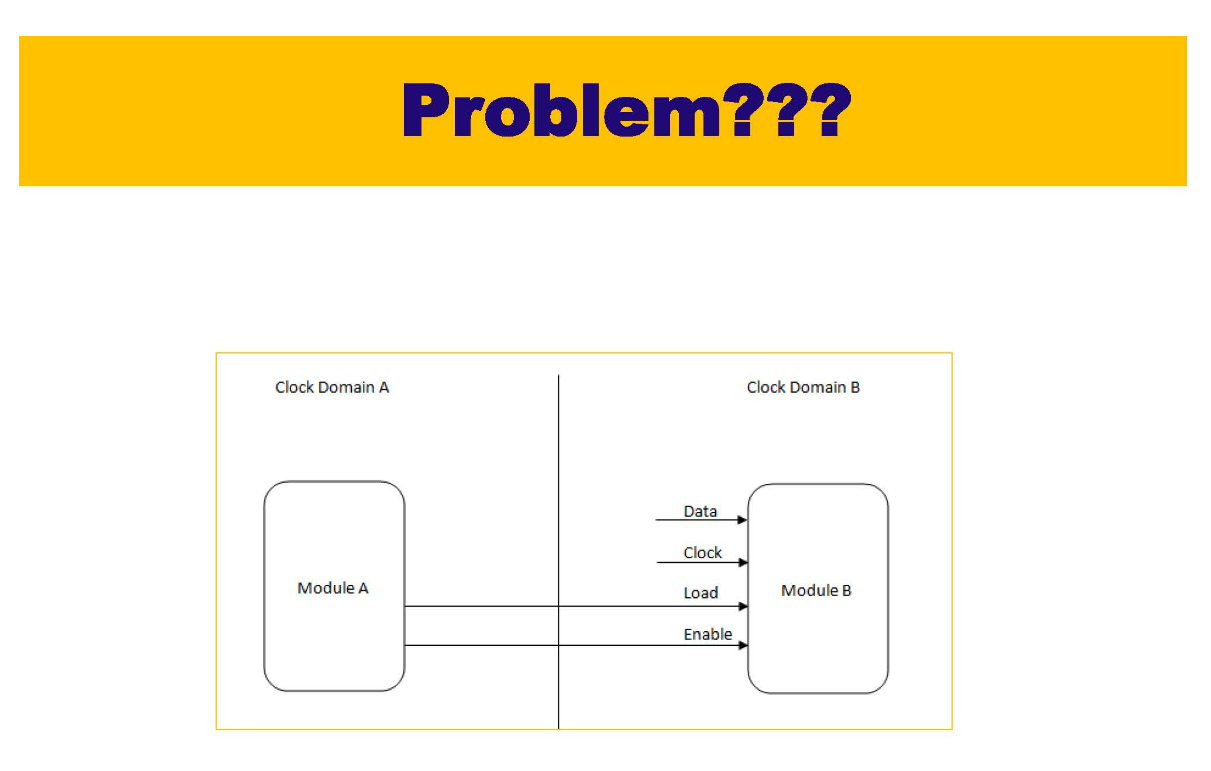 Problem???
Clock Domain A
Clock Domain B
Data
Clock
Load
Enable
Module A
Module B